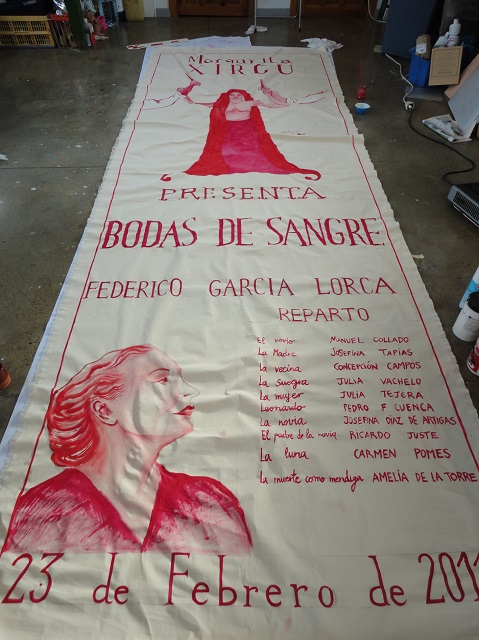 Margarita
XIRGU
PRESENTA
BODAS DE SANGRE
FEDERICO GARCIA LORCA
REPARTO
El novio MANUEL COLLADO
La Madre JOSEFINA TAPIAS
La vecina CONCEPCIÓN CAMPOS
La suegra JULIA VACHELO
La mujer JULIA TEJERA
Leonardo PEDRO F CUENCA
La novia JOSEFINA DÍAZ DE ARTIGAS
El padre de la novia RICARDO JUSTE
La luna CARMEN POMES
La muerte como mendiga AMELIA DE LA TORRE
23 de Febrero de 2011